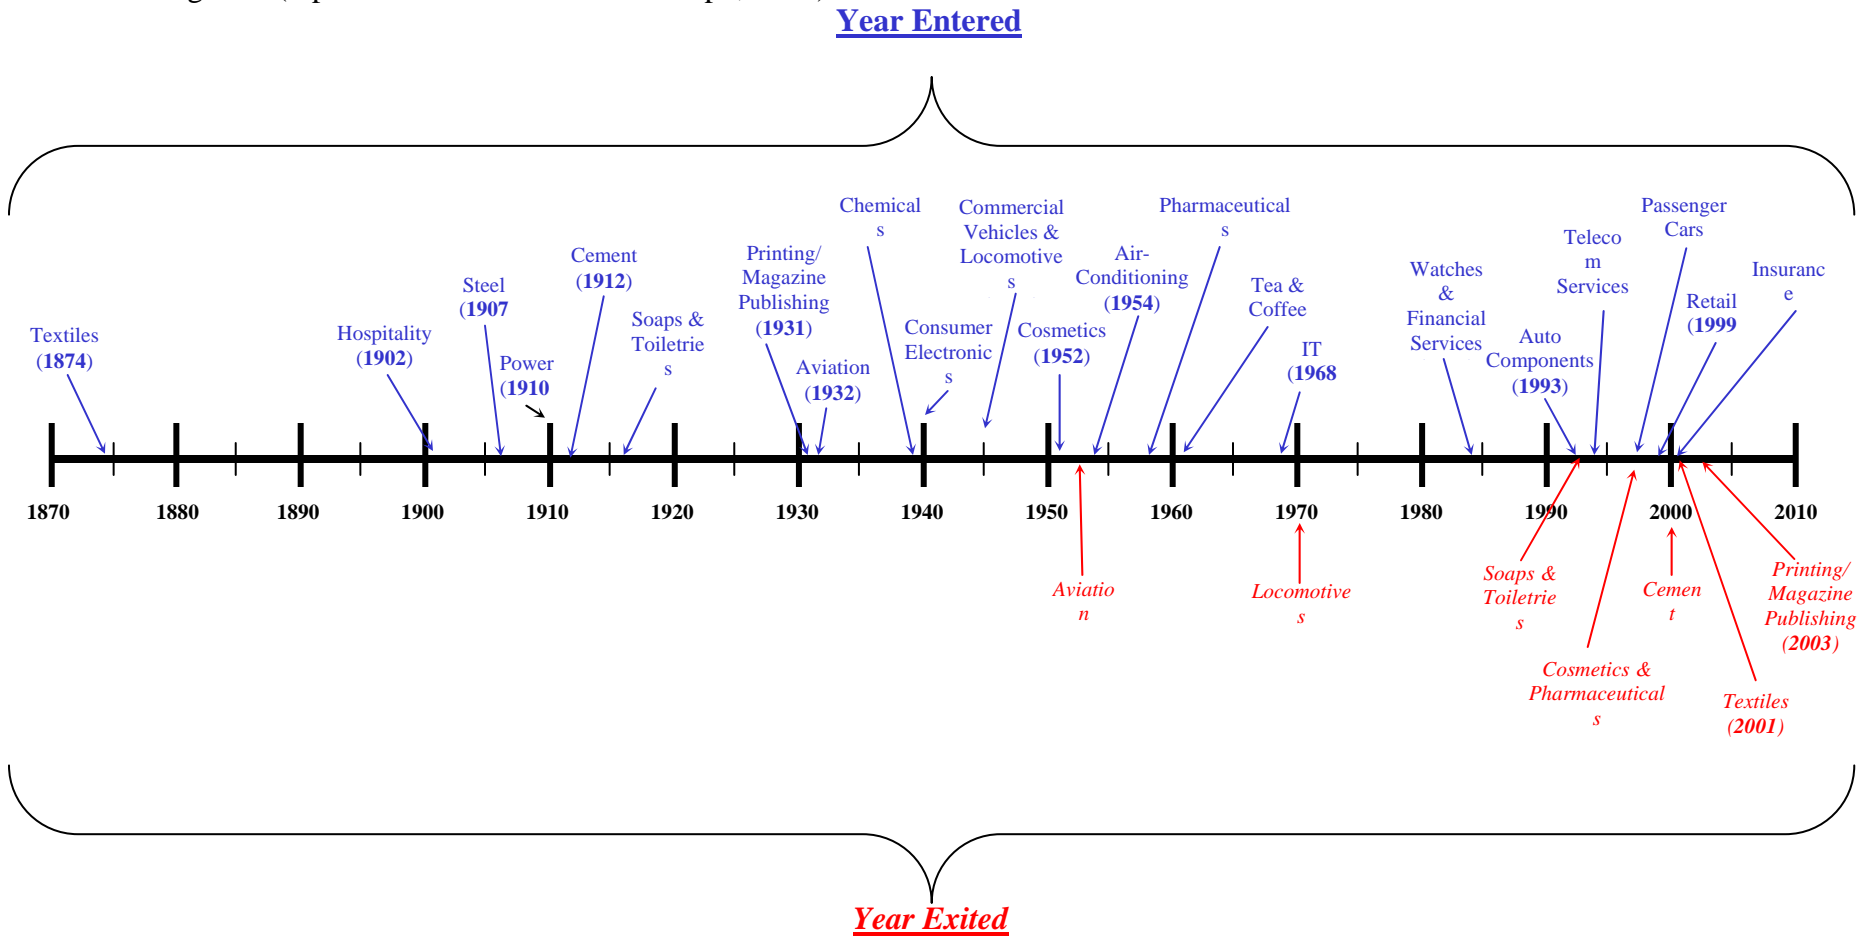 Year Entered
Textiles
(1874)
Hospitality
(1902)
Steel
(1907
Power
(1910
Cement
(1912)
Soaps &
Toiletrie
s
Printing/
Magazine
Publishing
(1931)
Aviation
(1932)
Chemical
s
Consumer
Electronic
s
Commercial
Vehicles &
Locomotive
s
Cosmetics
(1952)
Air-
Conditioning
(1954)
Pharmaceutical
s
Tea &
Coffee
IT
(1968
Watches
&
Financial
Services
Auto
Components
(1993)
Teleco
m
Services
Passenger
Cars
Retail
(1999
Insuranc
e
1870
1880
1890
1900
1910
1920
1930
1940
1950
1960
1970
1980
1990
2000
2010
Aviatio
n
Locomotive
s
Soaps &
Toiletrie
s
Cosmetics &
Pharmaceutical
s
Cemen
t
Textiles
(2001)
Printing/
Magazine
Publishing
(2003)
Year Exited